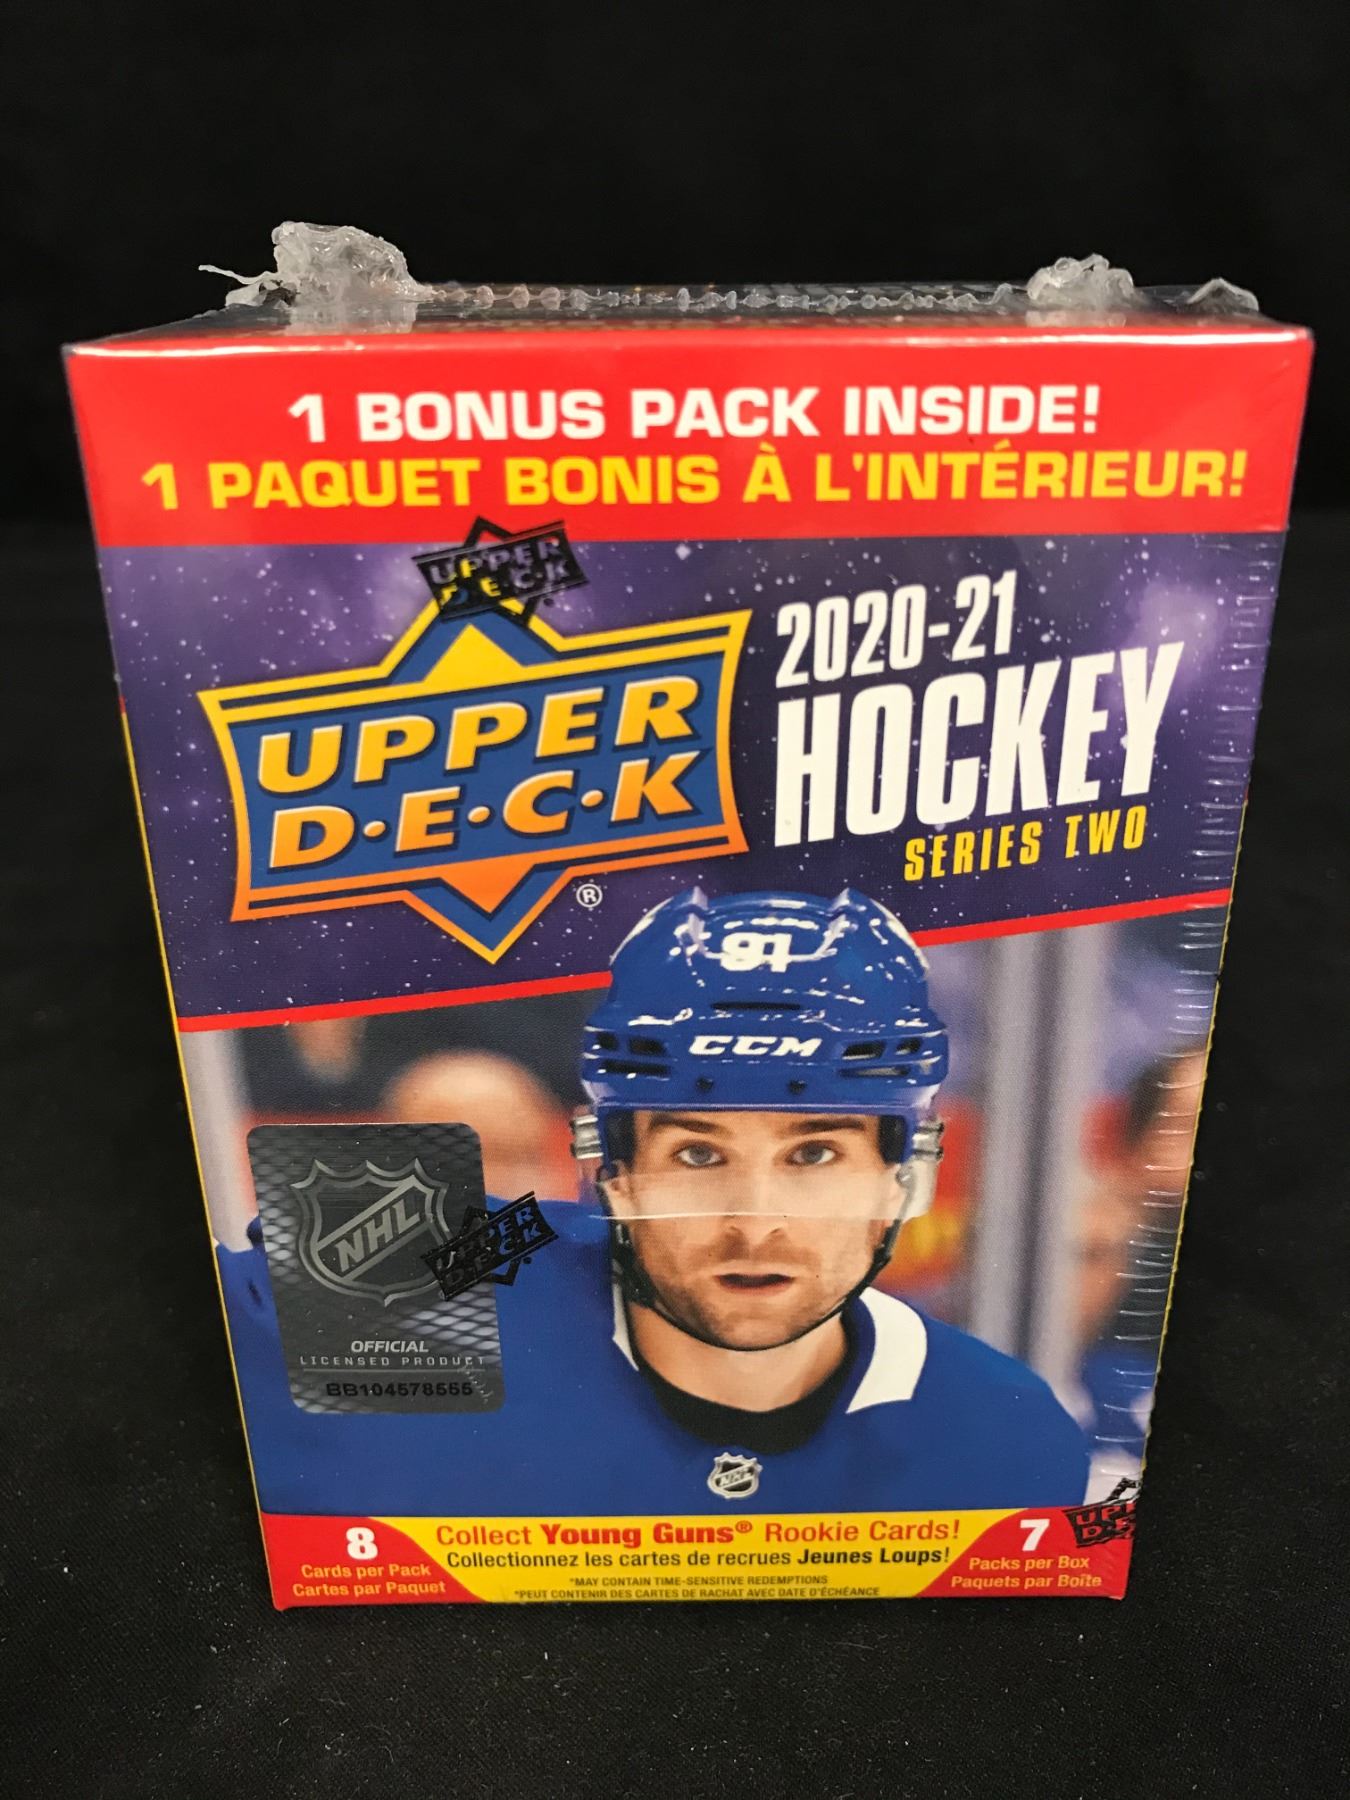 1 BONUS PACK INSIDE!
1 PAQUET BONIS À L'INTÉRIEUR!
UPPER
D·E·C·K
UPPER
D·E·C·K
®
2020-21
HOCKEY
SERIES TWO
91
CCM
NHL
UPPER
D·E·C·K
OFFICIAL
LICENSED PRODUCT
BB104578565
NHL
8
Cards per Pack
Cartes par Paquet
Collect Young Guns® Rookie Cards!
Collectionnez les cartes de recrues Jeunes Loups!
*MAY CONTAIN TIME-SENSITIVE REDEMPTIONS
*PEUT CONTENIR DES CARTES DE RACHAT AVEC DATE D'ÉCHÉANCE
7
Packs per Box
Paquets par Boîte